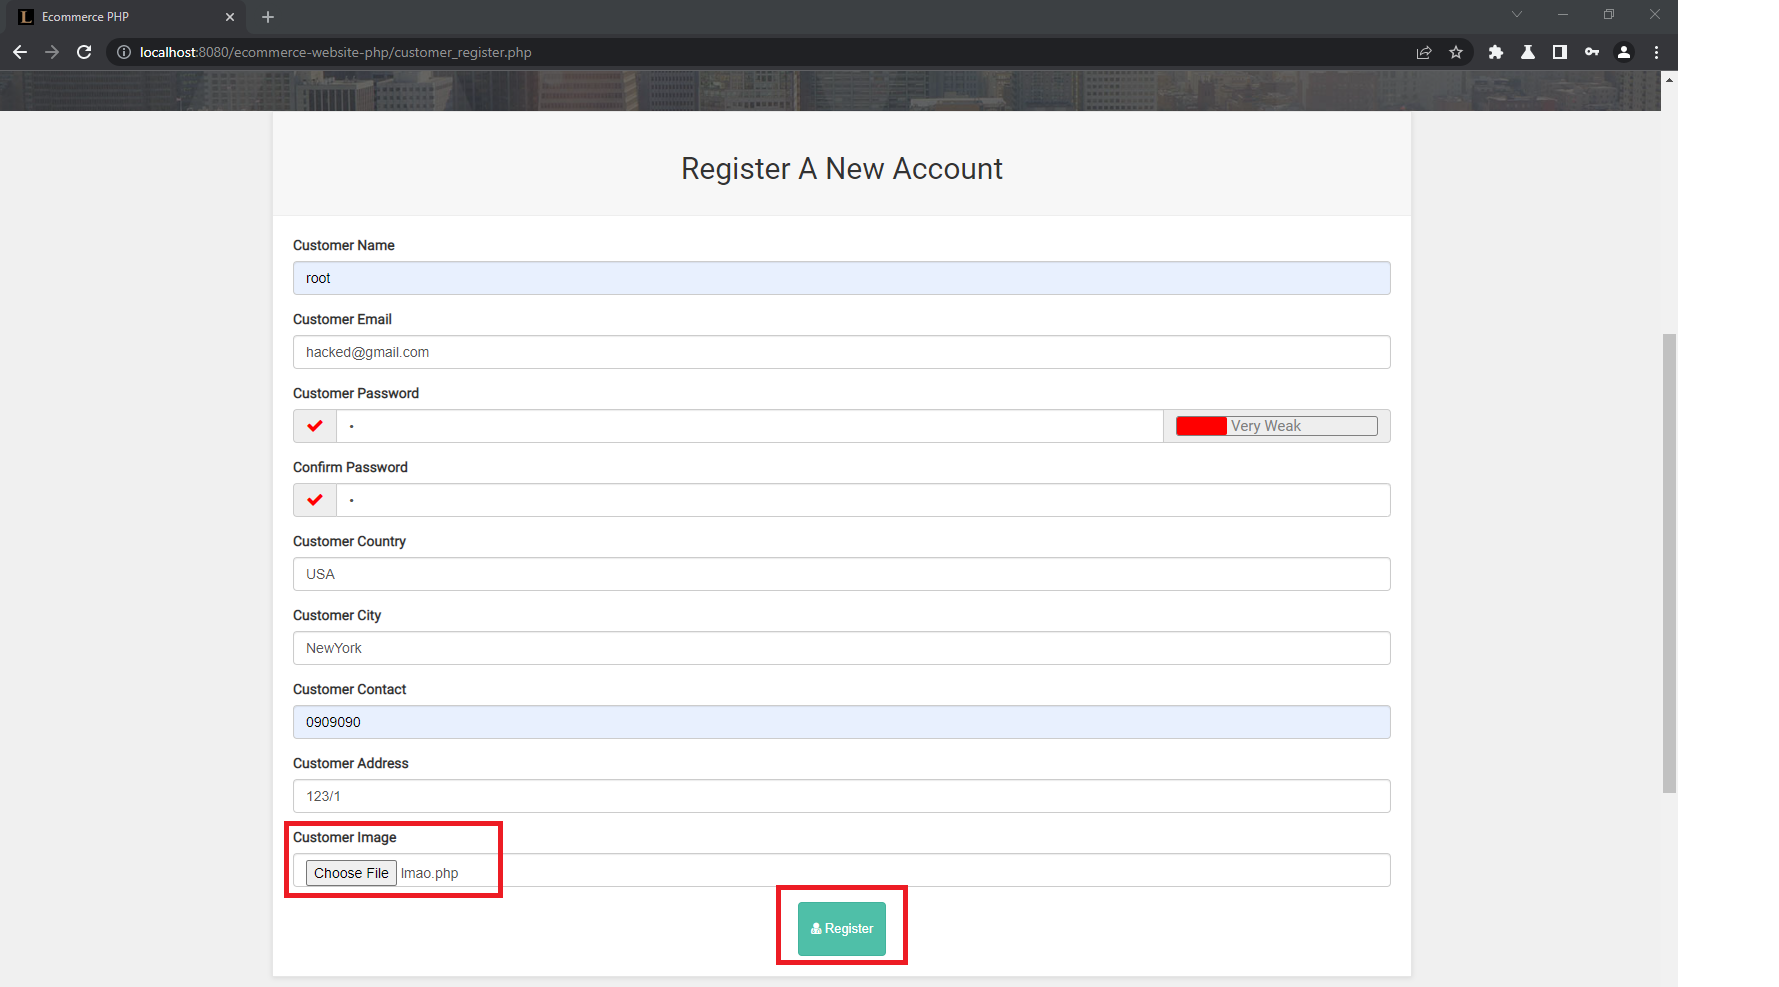 Ecommerce PHP
localhost:8080/ecommerce-website-php/customer_register.php
Register A New Account
Customer Name
root
Customer Email
hacked@gmail.com
Customer Password
•
Very Weak
Confirm Password
•
Customer Country
USA
Customer City
NewYork
Customer Contact
0909090
Customer Address
123/1
Customer Image
Choose File lmao.php
Register